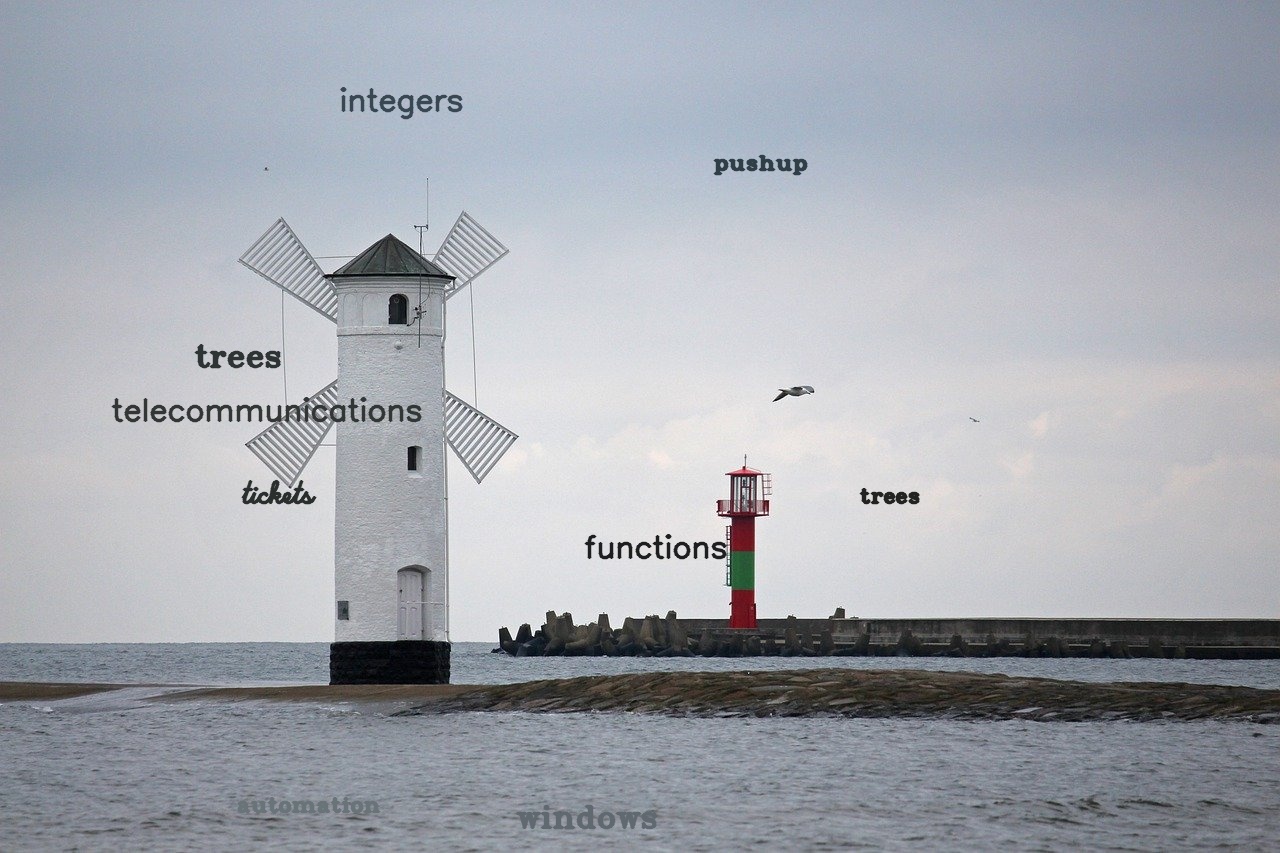 integers
pushup
trees
telecommunications
tickets
trees
functions
automation
windows